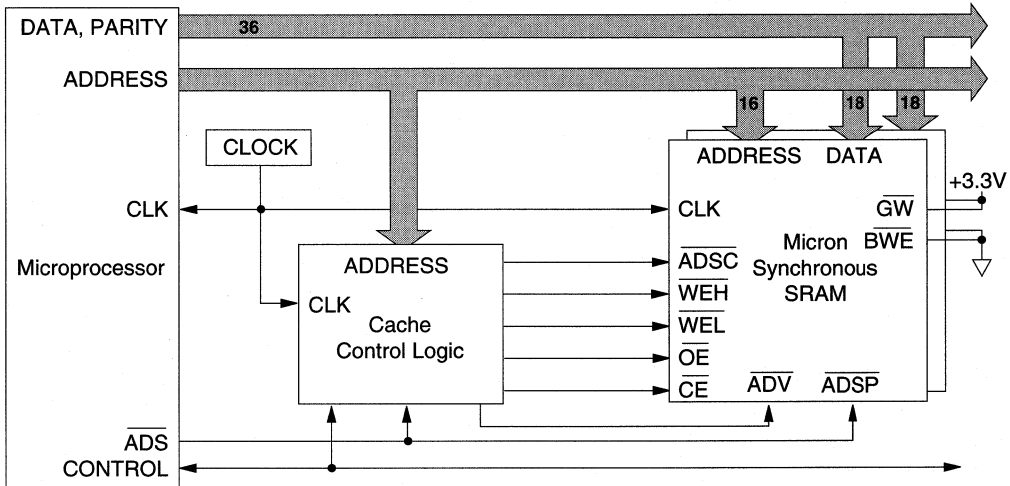 DATA, PARITY
36
ADDRESS
16
18
18
CLOCK
ADDRESS DATA
+3.3V
CLK
CLK
GW
Microprocessor
ADDRESS
ADSC
Micron
Synchronous
SRAM
BWE
CLK
WEH
Cache
Control Logic
WEL
OE
CE
ADV
ADSP
ADS
CONTROL